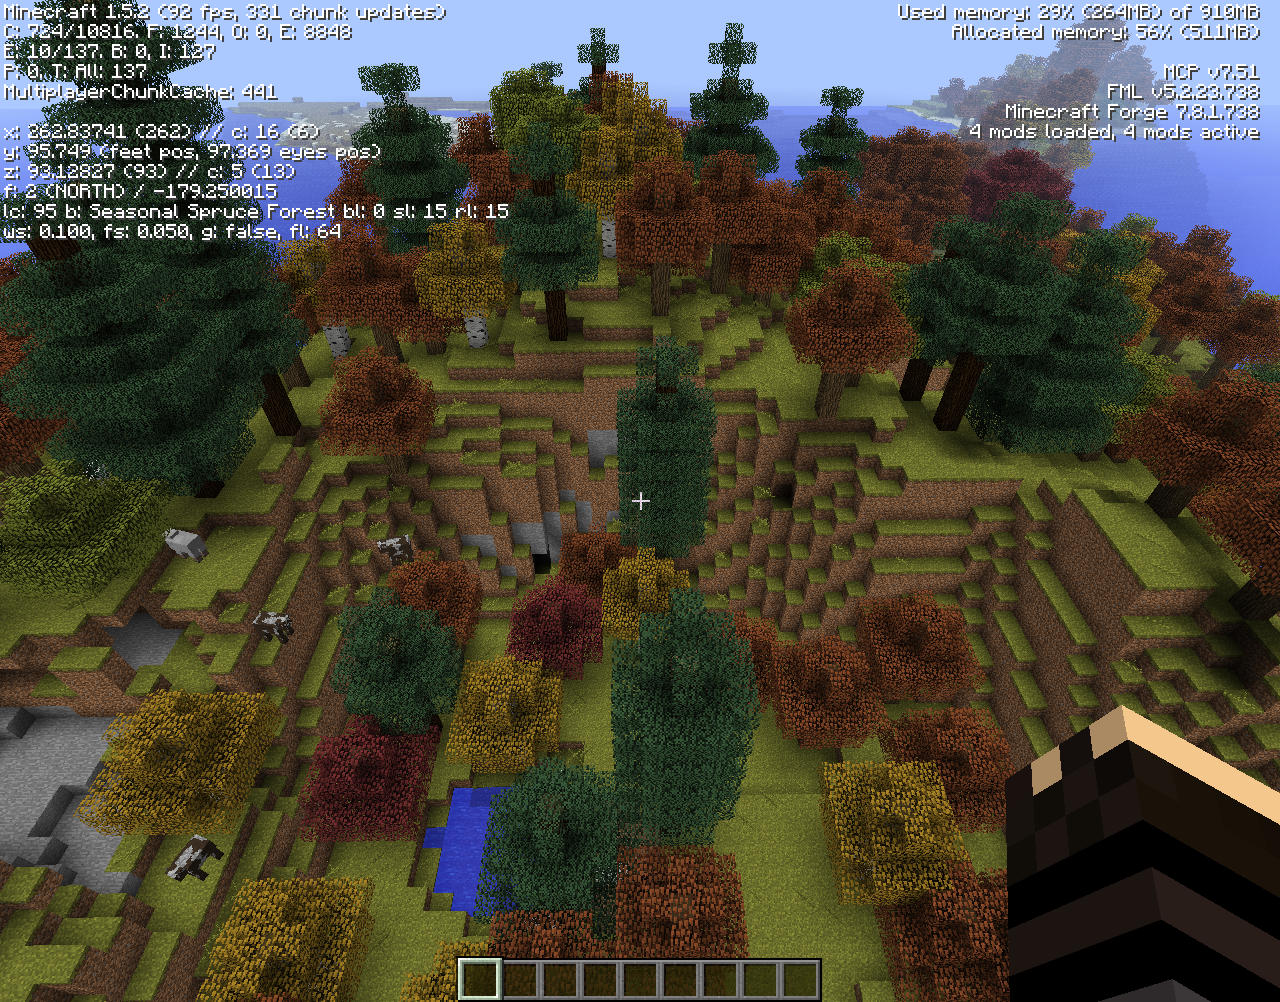 Minecraft 1.5.2 (92 fps, 331 chunk updates)
C: 724/10816. F: 1244, O: 0, E: 8848
E: 10/137. B: 0, I: 127
P: 0. T: All: 137
MultiplayerChunkCache: 441
x: 262.83741 (262) // c: 16 (6)
y: 95.749 (feet pos, 97.369 eyes pos)
z: 93.12827 (93) // c: 5 (13)
f: 2 (NORTH) / -179.250015
lc: 95 b: Seasonal Spruce Forest bl: 0 sl: 15 rl: 15
ws: 0.100, fs: 0.050, g: false, fl: 64
Used memory: 29% (264MB) of 910MB
Allocated memory: 56% (511MB)
MCP v7.51
FML v5.2.23.738
Minecraft Forge 7.8.1.738
4 mods loaded, 4 mods active